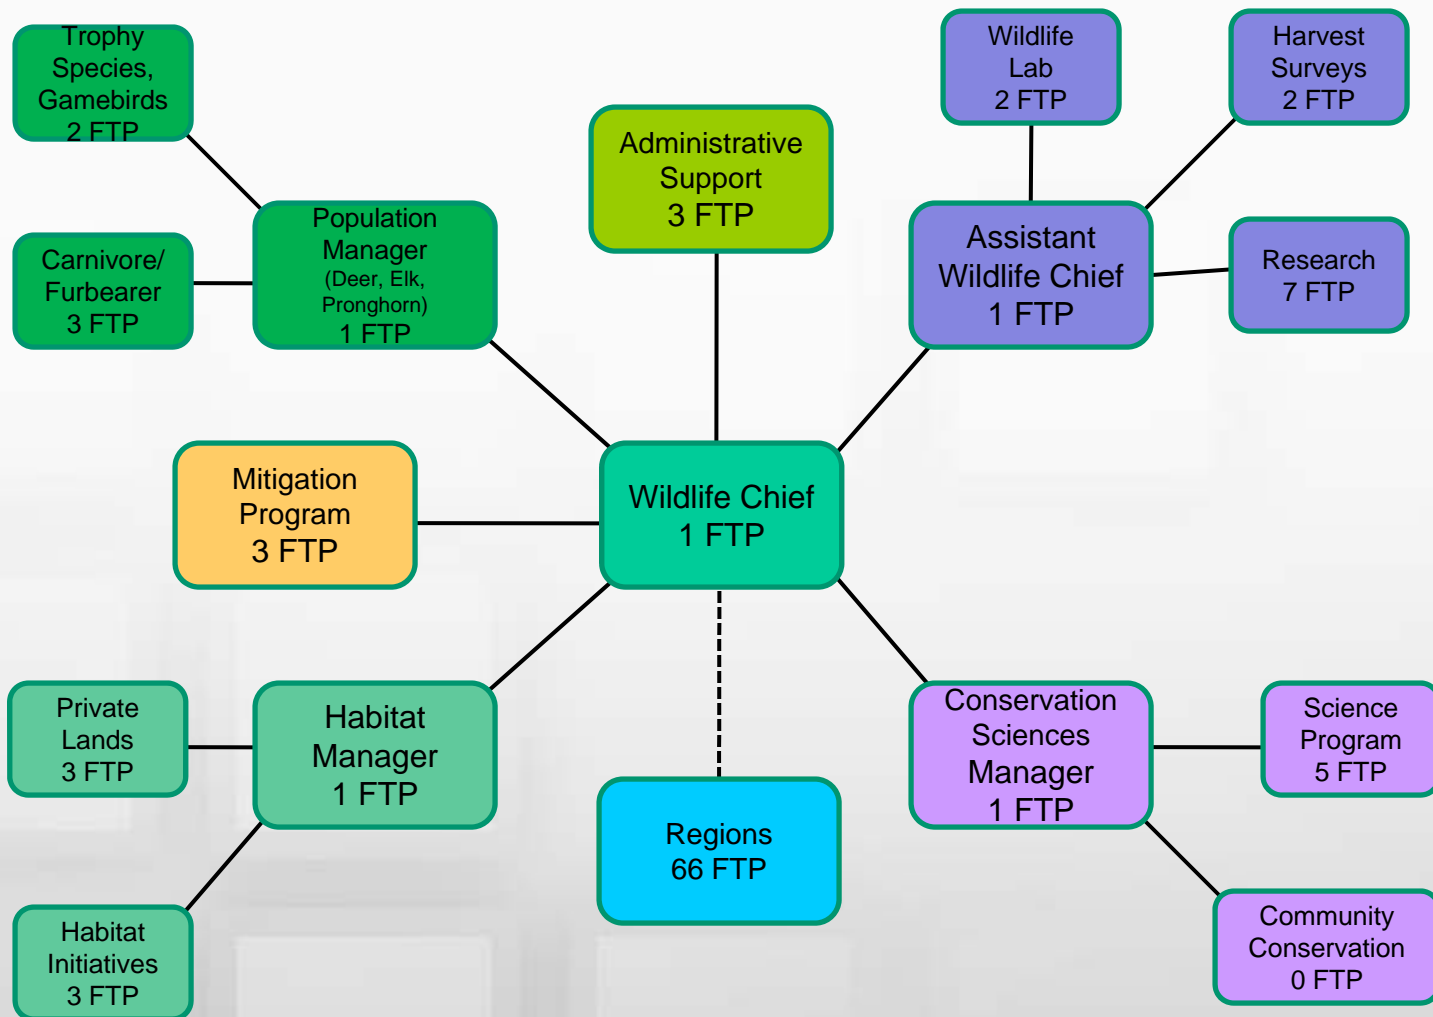 Trophy
Species,
Gamebirds
2 FTP
Wildlife
Lab
2 FTP
Harvest
Surveys
2 FTP
Administrative
Support
3 FTP
Population
Manager
(Deer, Elk,
Pronghorn)
1 FTP
Assistant
Wildlife Chief
1 FTP
Carnivore/
Furbearer
3 FTP
Research
7 FTP
Mitigation
Program
3 FTP
Wildlife Chief
1 FTP
Private
Lands
3 FTP
Habitat
Manager
1 FTP
Conservation
Sciences
Manager
1 FTP
Science
Program
5 FTP
Regions
66 FTP
Habitat
Initiatives
3 FTP
Community
Conservation
0 FTP